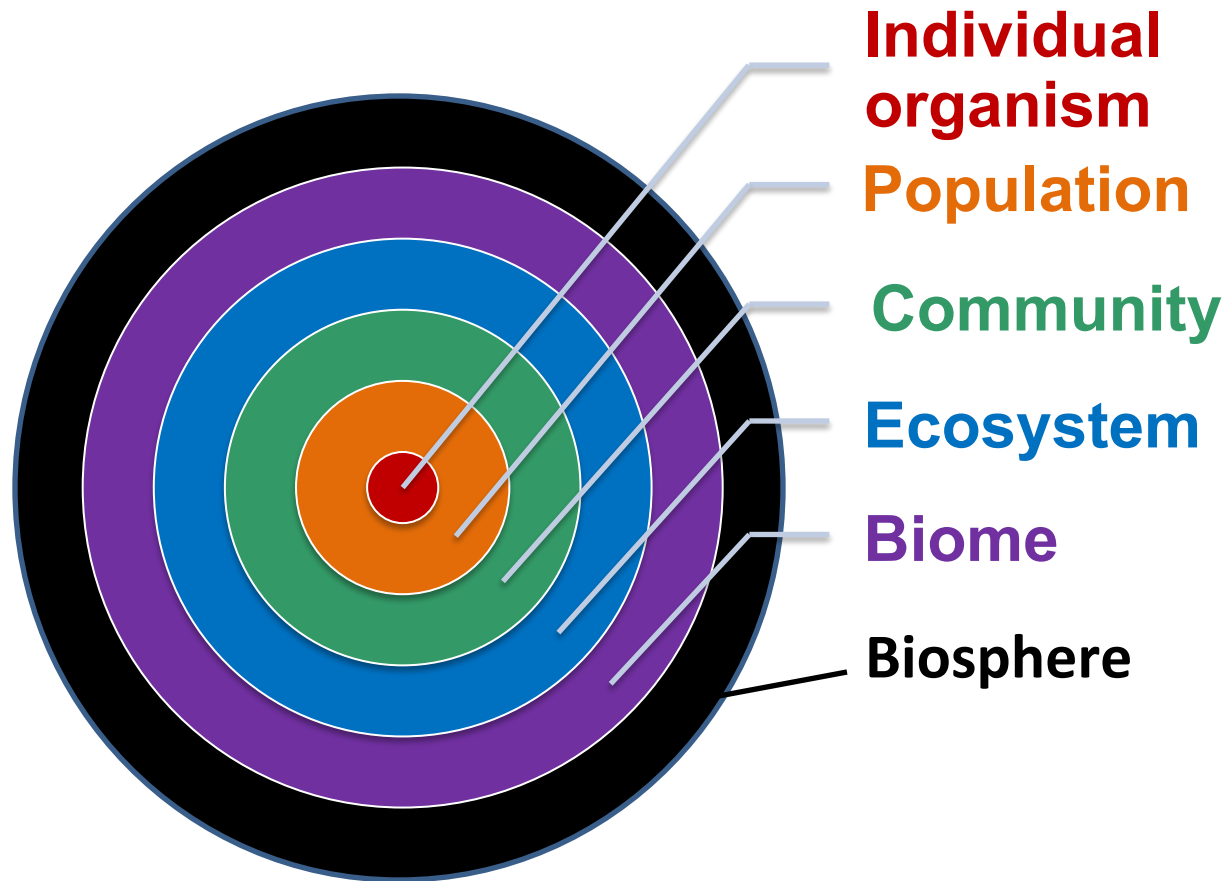 Individual
organism
Population
Community
Ecosystem
Biome
Biosphere